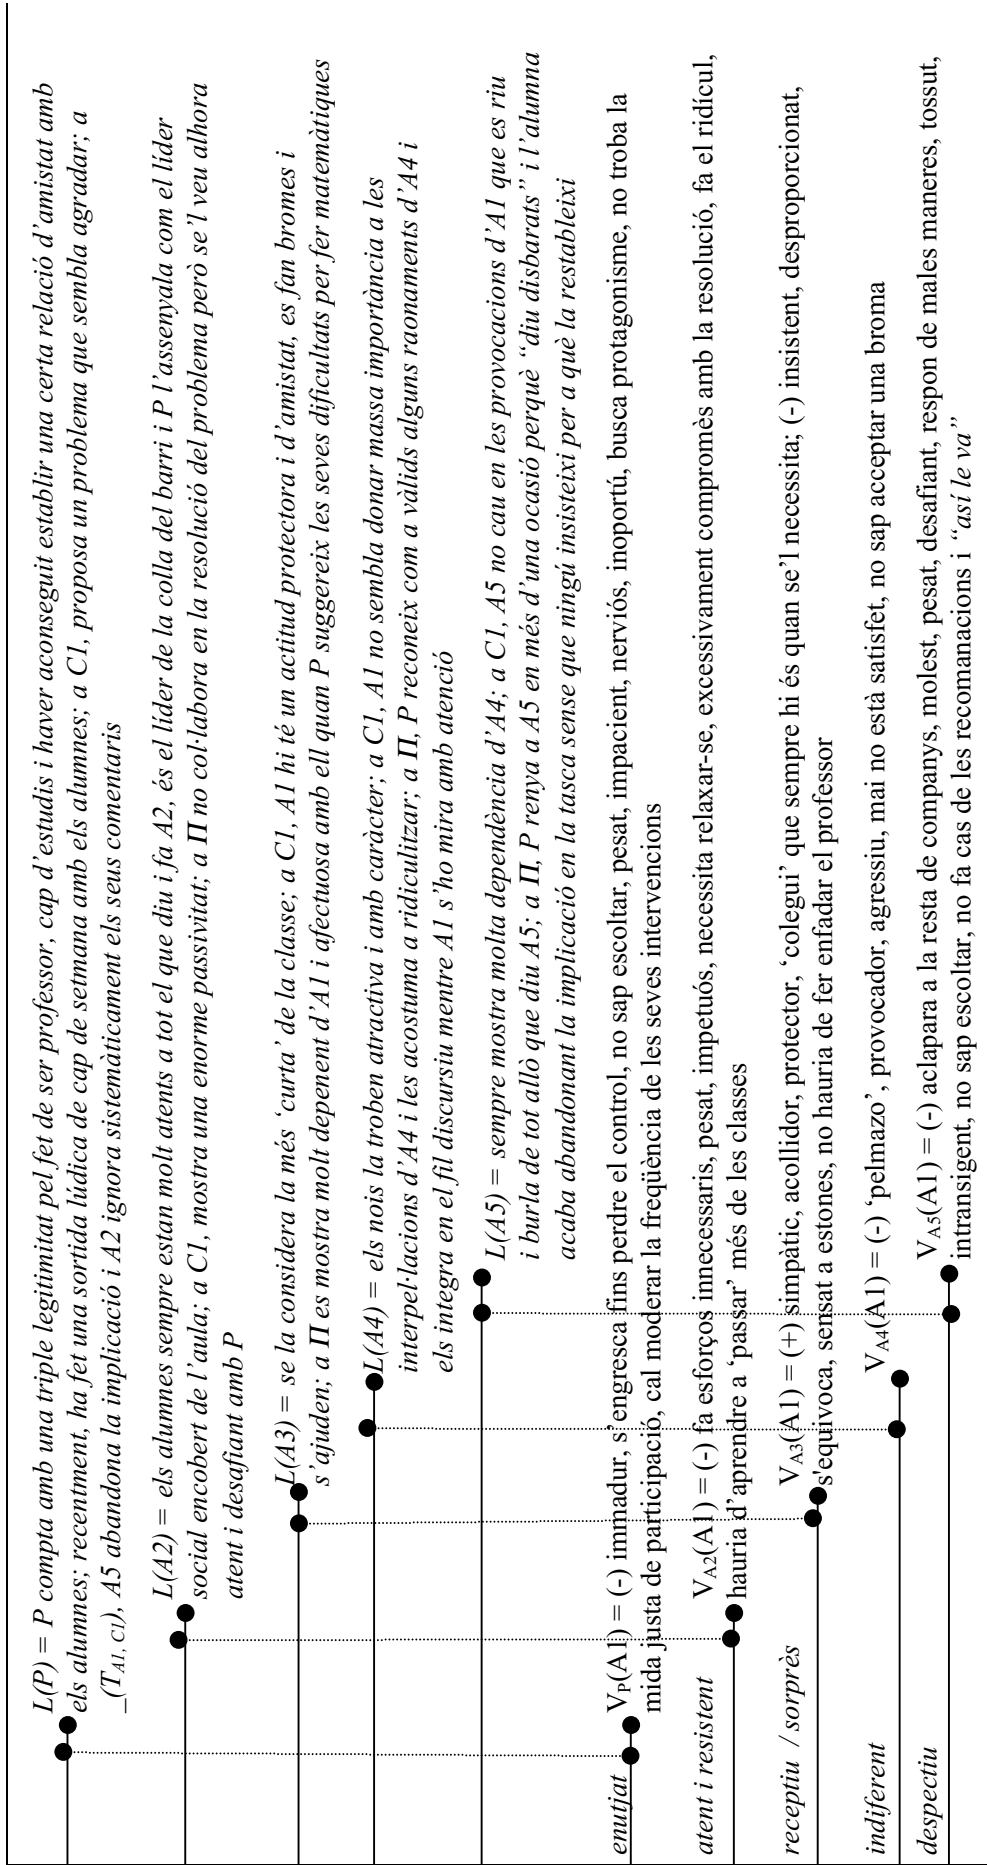 L(P) = P compta amb una triple legitimitat pel fet de ser professor, cap d'estudis i haver aconseguit establir una certa relació d'amistat amb
els alumnes; recentment, ha fet una sortida lúdica de cap de setmana amb els alumnes; a C1, proposa un problema que sembla agradar; a
_(T_{A1, C1}), A5 abandona la implicació i A2 ignora sistemàticament els seus comentaris
L(A2) = els alumnes sempre estan molt atents a tot el que diu i fa A2, és el líder de la colla del barri i P l'assenyala com el líder
social encobert de l'aula; a C1, mostra una enorme passivitat; a Π no col·labora en la resolució del problema però se'l veu alhora
atent i desafiant amb P
L(A3) = se la considera la més 'curta' de la classe; a C1, A1 hi té un actitud protectora i d'amistat, es fan bromes i
s'ajuden; a Π es mostra molt depenent d'A1 i afectuosa amb ell quan P suggereix les seves dificultats per fer matemàtiques
L(A4) = els nois la troben atractiva i amb caràcter; a C1, A1 no sembla donar massa importància a les
interpel·lacions d'A4 i les acostuma a ridiculitzar; a Π, P reconeix com a vàlids alguns raonaments d'A4 i
els integra en el fil discursiu mentre A1 s'ho mira amb atenció
L(A5) = sempre mostra molta dependència d'A4; a C1, A5 no cau en les provocacions d'A1 que es riu
i burla de tot allò que diu A5; a Π, P renya a A5 en més d'una ocasió perquè “diu disbarats” i l'alumna
acaba abandonant la implicació en la tasca sense que ningú insisteixi per a què la restableixi
enutjat
V_P(A1) = (-) immadur, s'engresca fins perdre el control, no sap escoltar, pesat, impacient, nerviós, inoportú, busca protagonisme, no troba la
mida justa de participació, cal moderar la freqüència de les seves intervencions
atent i resistent
V_{A2}(A1) = (-) fa esforços innecessaris, pesat, impetuós, necessita relaxar-se, excessivament compromès amb la resolució, fa el ridícul,
hauria d'aprendre a 'passar' més de les classes
receptiu / sorprès
V_{A3}(A1) = (+) simpàtic, acollidor, protector, 'colegui' que sempre hi és quan se'l necessita; (-) insistent, desproporcionat,
s'equivoca, sensat a estones, no hauria de fer enfadar el professor
indiferent
V_{A4}(A1) = (-) 'pelmazo', provocador, agressiu, mai no està satisfet, no sap acceptar una broma
despectiu
V_{A5}(A1) = (-) aclapara a la resta de companys, molest, pesat, desafiant, respon de males maneres, tossut,
intransigent, no sap escoltar, no fa cas de les recomanacions i “así le va”